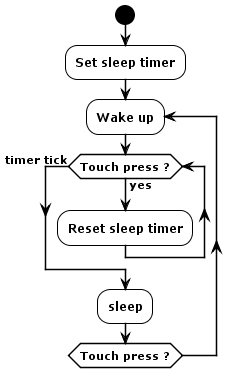 Set sleep timer
Wake up
timer tick
Touch press ?
yes
Reset sleep timer
sleep
Touch press ?